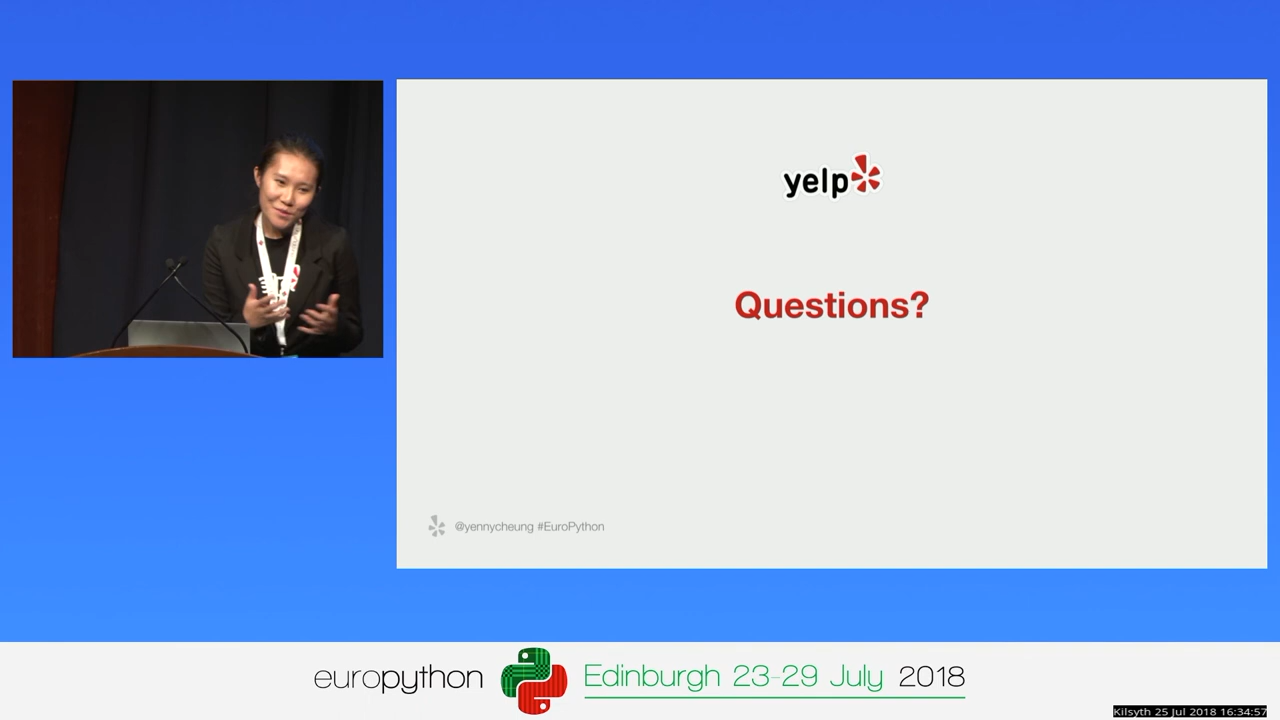 yelp
Questions?
@yennycheung #EuroPython
europython
Edinburgh 23-29 July 2018
Kilsyth 25 Jul 2018 16:34:57